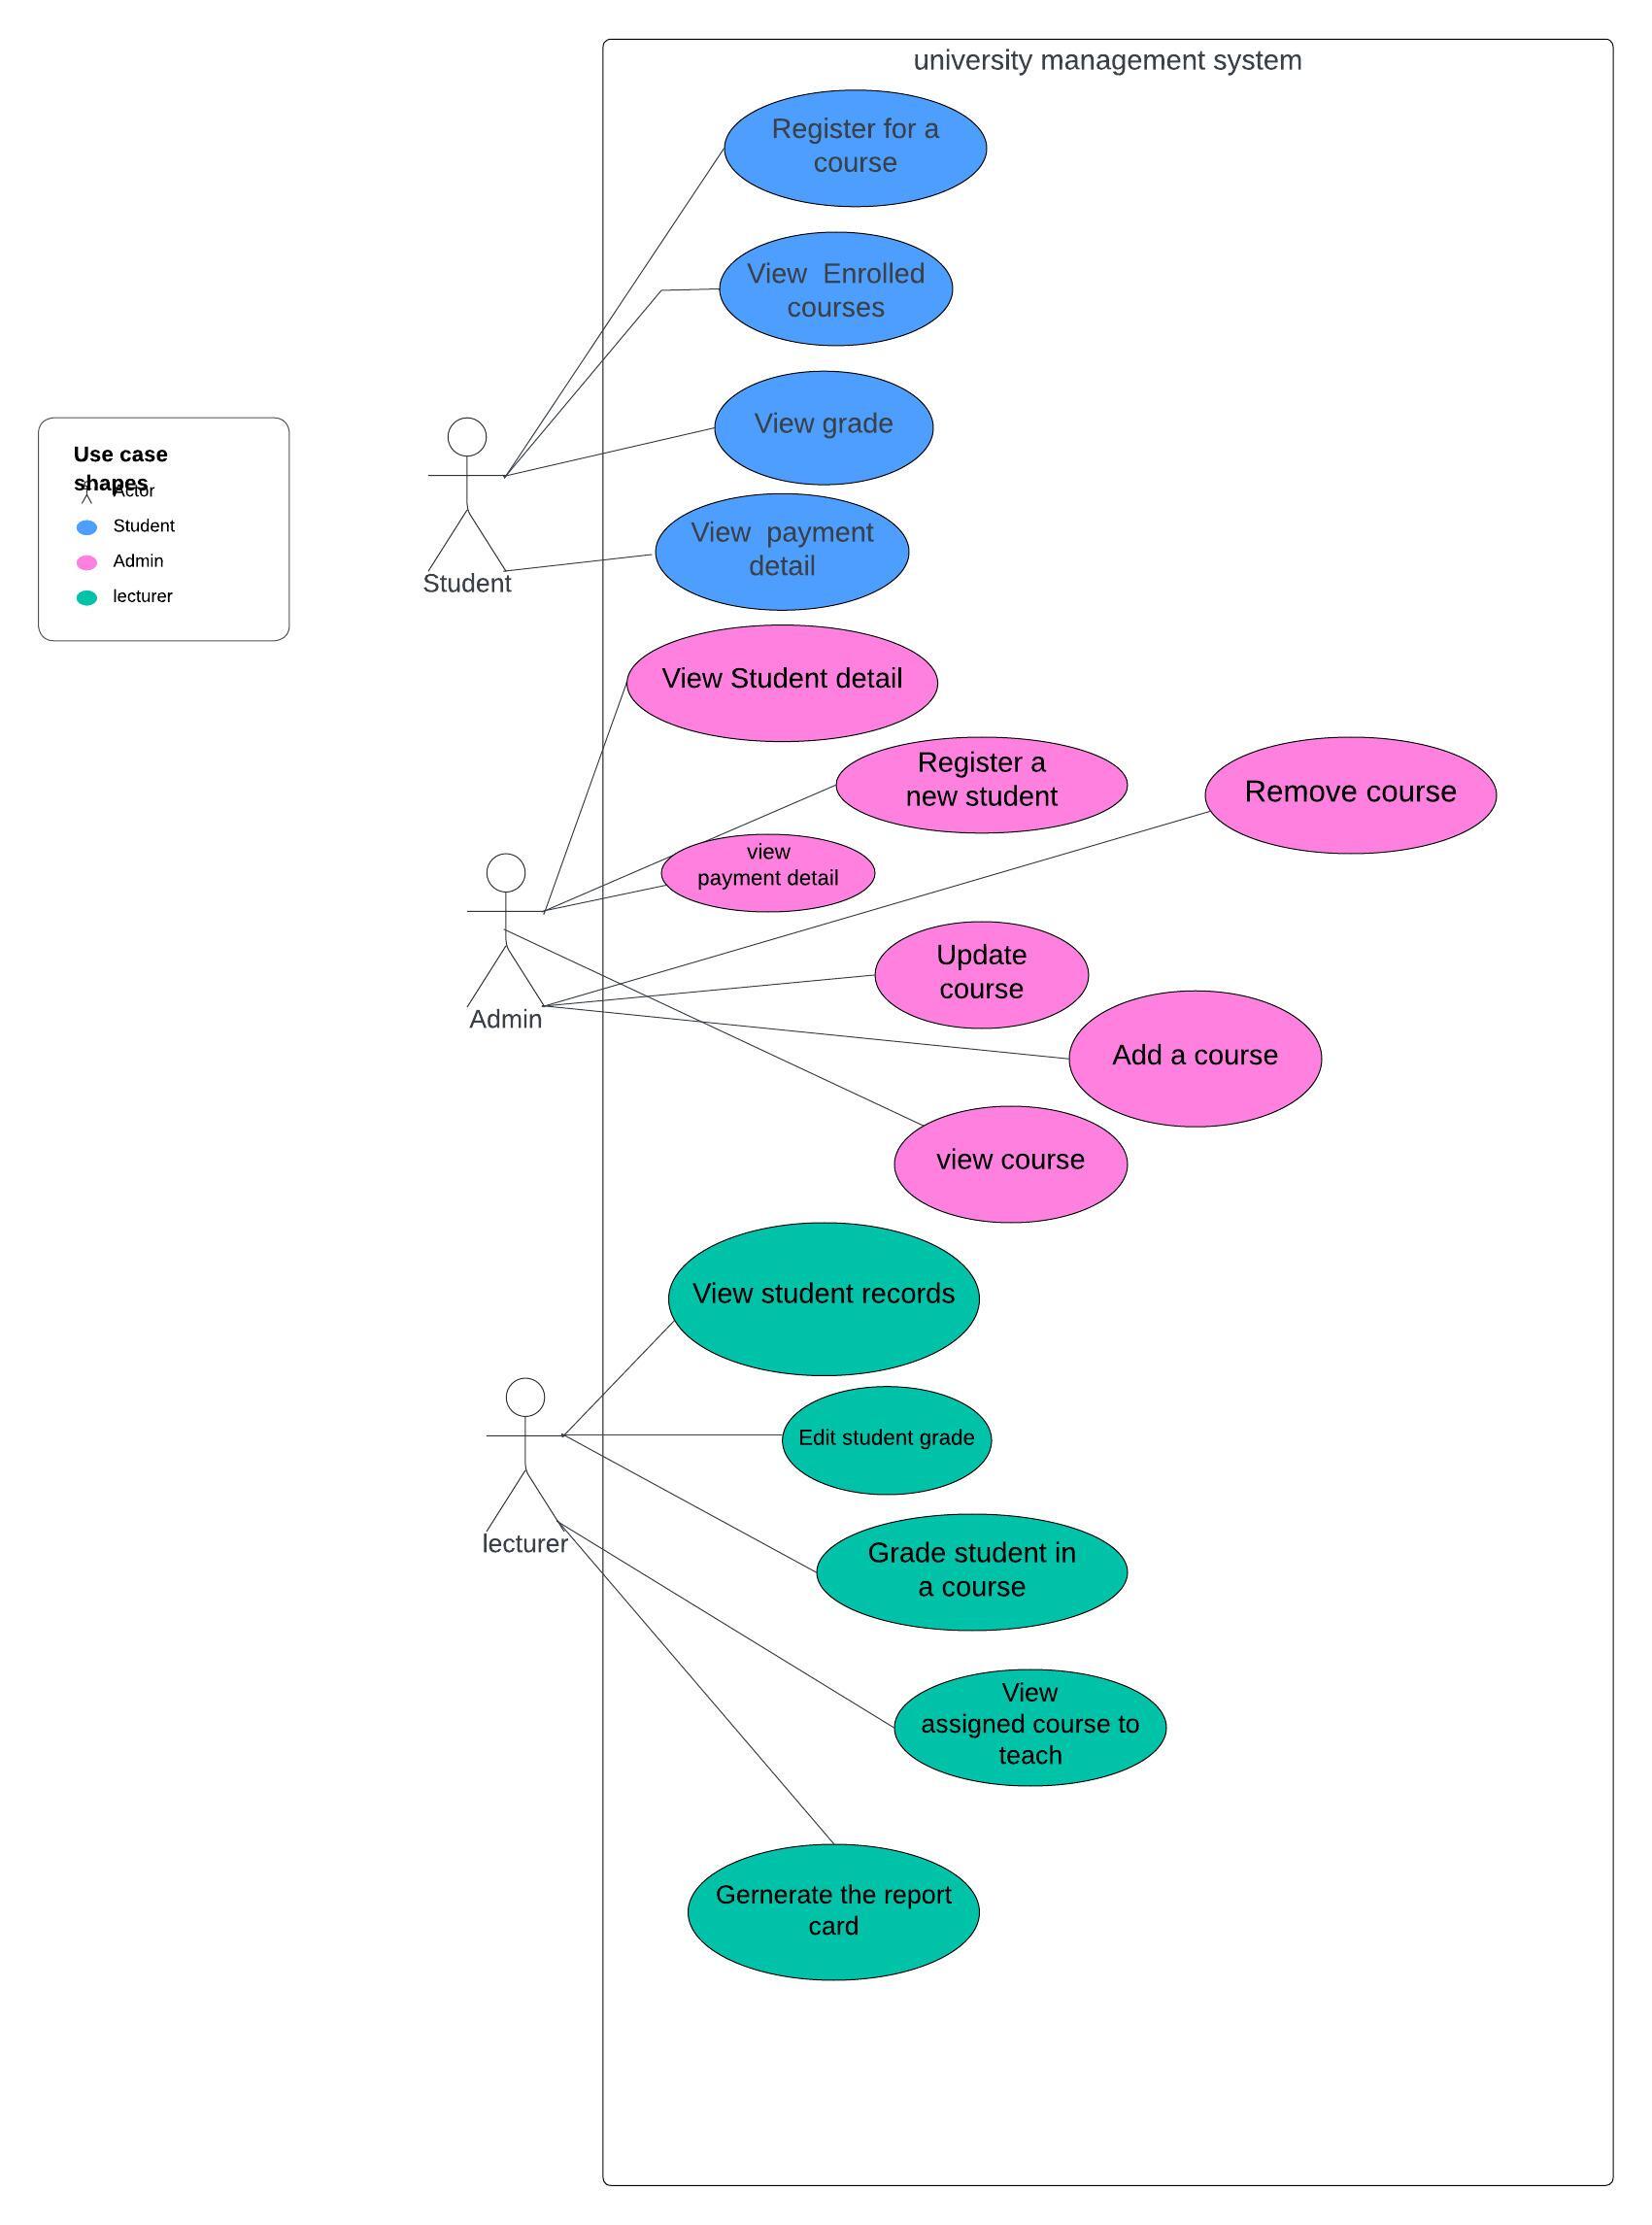 university management system
Register for a
course
View  Enrolled
courses
View grade
View  payment
detail
Student
Use case
shapes
Actor
Student
Admin
lecturer
View Student detail
Register a
new student
Remove course
view
payment detail
Update
course
Admin
Add a course
view course
View student records
Edit student grade
lecturer
Grade student in
a course
View
assigned course to
teach
Gernerate the report
card